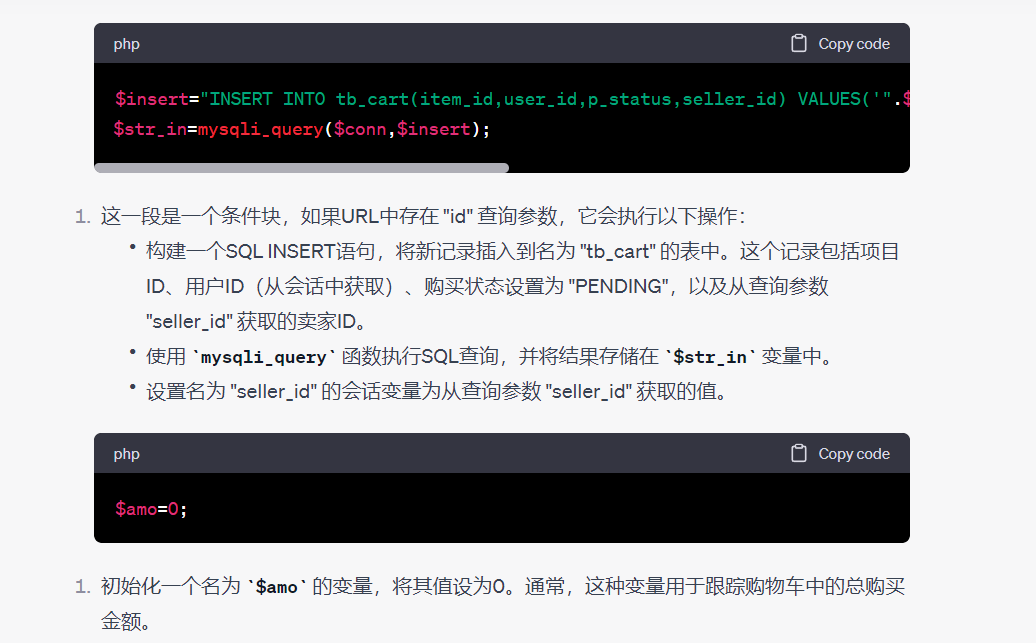 php
Copy code
$insert="INSERT INTO tb_cart(item_id,user_id,p_status,seller_id) VALUES('".$
$str_in=mysqli_query($conn,$insert);
1. 这一段是一个条件块，如果URL中存在 "id" 查询参数，它会执行以下操作：
• 构建一个SQL INSERT语句，将新记录插入到名为 "tb_cart" 的表中。这个记录包括项目
ID、用户ID（从会话中获取）、购买状态设置为 "PENDING"，以及从查询参数
"seller_id" 获取的卖家ID。
• 使用 `mysqli_query` 函数执行SQL查询，并将结果存储在 `$str_in` 变量中。
• 设置名为 "seller_id" 的会话变量为从查询参数 "seller_id" 获取的值。
php
Copy code
$amo=0;
1. 初始化一个名为 `$amo` 的变量，将其值设为0。通常，这种变量用于跟踪购物车中的总购买
金额。